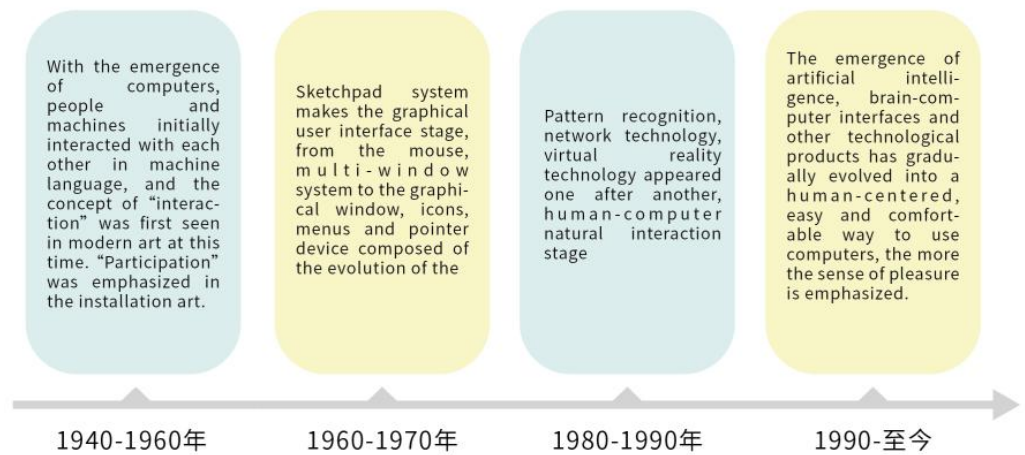 With the emergence
of computers,
people and
machines initially
interacted with each
other in machine
language, and the
concept of “interac-
tion” was first seen
in modern art at this
time. “Participation”
was emphasized in
the installation art.
Sketchpad system
makes the graphical
user interface stage,
from the mouse,
multi-window
system to the graphi-
cal window, icons,
menus and pointer
device composed of
the evolution of the
Pattern recognition,
network technology,
virtual reality
technology appeared
one after another,
human-computer
natural interaction
stage
The emergence of
artificial intelli-
gence, brain-com-
puter interfaces and
other technological
products has gradu-
ally evolved into a
human-centered,
easy and comfort-
able way to use
computers, the more
the sense of pleasure
is emphasized.
1940-1960年
1960-1970年
1980-1990年
1990-至今